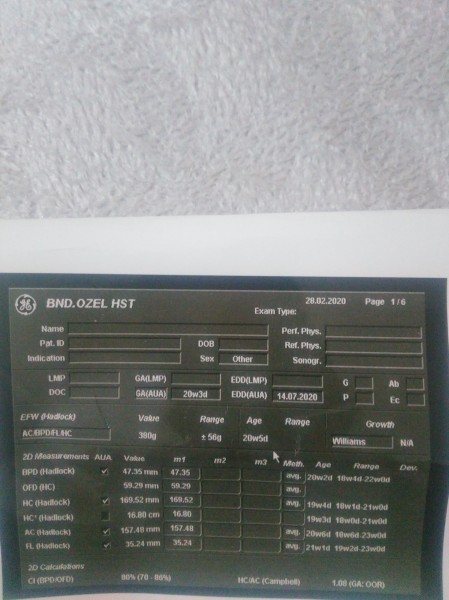 GE
BND.OZEL HST 20.02.2020 Page 1/6
Exam Type:
Name Perf. Phys.
Pat. ID DOB Ref. Phys.
Indication Sex Other Sonogr.
LMP GA(LMP) EDD(LMP) G Ab
DOC GA(AUA) 20w3d EDD(AUA) 14.07.2020 P Ec
EFW (Hadlock) Value Range Age Range Growth
AC/BPD/FL/HC 380g ± 56g 20w5d Williams N/A
2D Measurements AUA Value m1 m2 m3 Meth. Age Range Dev.
BPD (Hadlock) 47.35 mm 47.35 avg. 20w2d 18w4d-22w0d
OFD (HC) 59.29 mm 59.29 avg.
HC (Hadlock) 169.52 mm 169.52 19w4d 18w1d-21w0d
HC* (Hadlock) 16.80 cm 16.80 19w3d 18w0d-21w0d
AC (Hadlock) 157.48 mm 157.48 avg. 20w6d 18w6d-23w0d
FL (Hadlock) 35.24 mm 35.24 avg. 21w1d 19w2d-23w0d
2D Calculations
CI (BPD/OFD) 80% (70 - 86%) HC/AC (Campbell) 1.08 (GA: OOR)